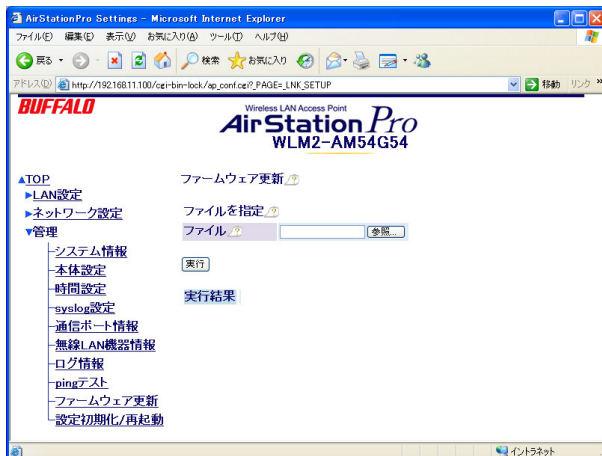 AirStationPro Settings - Microsoft Internet Explorer
ファイル(F) 編集(E) 表示(V) お気に入り(A) ツール(T) ヘルプ(H)
戻る 検索 お気に入り
アドレス(D) http://192.168.11.100/cgi-bin-lock/ap_conf.cgi?_PAGE=_LNK_SETUP 移動 リンク »
BUFFALO
Wireless LAN Access Point
AirStation Pro
WLM2-AM54G54
▲TOP
▶LAN設定
▶ネットワーク設定
▼管理
システム情報
本体設定
時間設定
syslog設定
通信ポート情報
無線LAN機器情報
ログ情報
pingテスト
ファームウェア更新
設定初期化/再起動
ファームウェア更新 ?
ファイルを指定 ?
ファイル ? 参照...
実行
実行結果
イントラネット